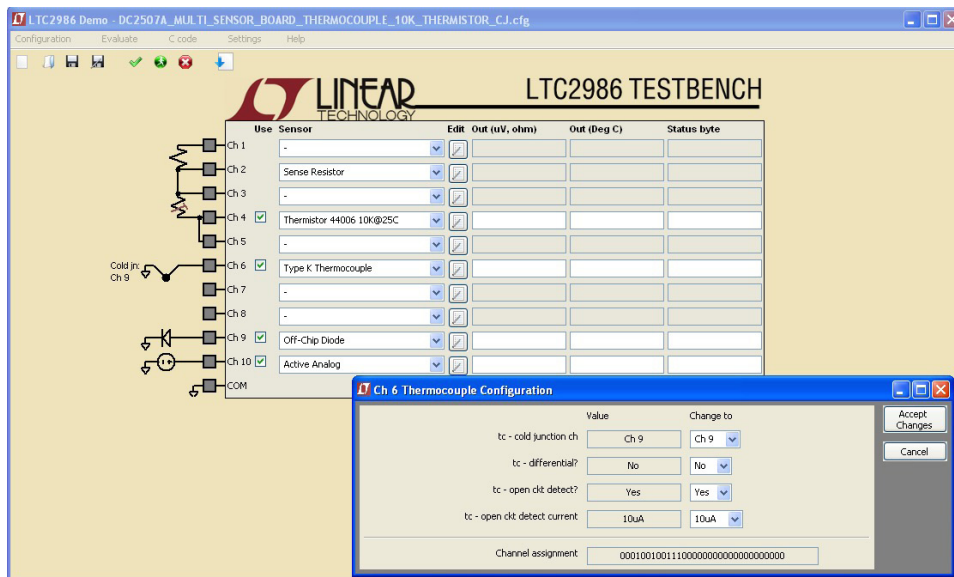 LTC2986 Demo - DC2507A_MULTI_SENSOR_BOARD_THERMOCOUPLE_10K_THERMISTOR_CJ.cfg
Configuration Evaluate C code Settings Help
LINEAR TECHNOLOGY
LTC2986 TESTBENCH
Use Sensor Edit Out (uV, ohm) Out (Deg C) Status byte
Ch 1 -
Ch 2 Sense Resistor
Ch 3 -
Ch 4 Thermistor 44006 10K@25C
Ch 5 -
Cold jn: Ch 9
Ch 6 Type K Thermocouple
Ch 7 -
Ch 8 -
Ch 9 Off-Chip Diode
Ch 10 Active Analog
COM
Ch 6 Thermocouple Configuration
Value Change to
Accept Changes
tc - cold junction ch Ch 9 Ch 9
Cancel
tc - differential? No No
tc - open ckt detect? Yes Yes
tc - open ckt detect current 10uA 10uA
Channel assignment 00010010011100000000000000000000